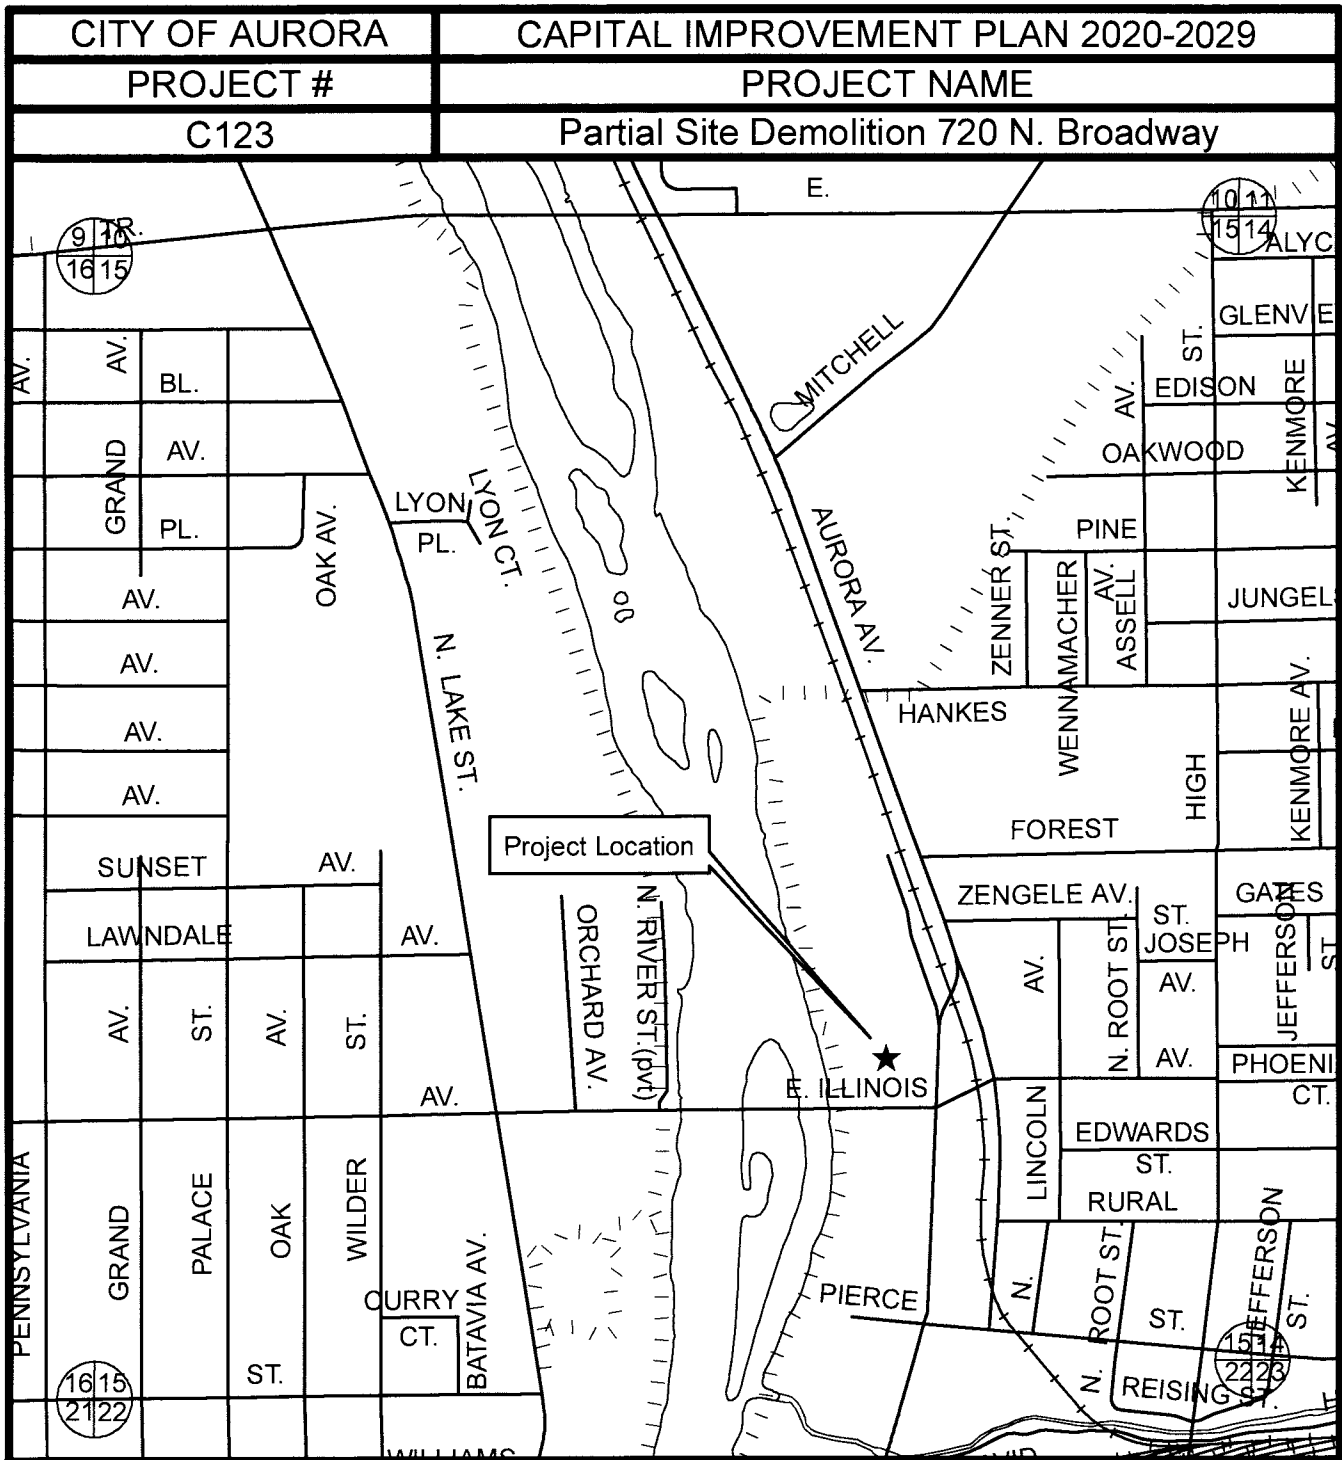 CITY OF AURORA
CAPITAL IMPROVEMENT PLAN 2020-2029
PROJECT #
PROJECT NAME
C123
Partial Site Demolition 720 N. Broadway
E.
TR.
9 10
16 15
10 11
15 14
ALYC
GLENVIE
ST.
AV.
AV.
BL.
MITCHELL
AV.
EDISON
KENMORE
AV.
GRAND
AV.
OAKWOOD
LYON
PL.
LYON CT.
PL.
OAK AV.
AURORA AV.
ZENNER ST.
PINE
WENNAMACHER
AV.
ASSELL
JUNGELS
AV.
AV.
N. LAKE ST.
HANKES
AV.
AV.
HIGH
KENMORE AV.
FOREST
Project Location
SUNSET
AV.
ZENGELE AV.
GATES
LAWNDALE
AV.
ORCHARD AV.
N. RIVER ST.(pvt)
N. ROOT ST.
ST.
JOSEPH
JEFFERSON
ST.
AV.
ST.
AV.
ST.
AV.
AV.
AV.
PHOENI
CT.
AV.
E. ILLINOIS
LINCOLN
EDWARDS
ST.
RURAL
PENNSYLVANIA
GRAND
PALACE
OAK
WILDER
BATAVIA AV.
CURRY
CT.
PIERCE
N.
ROOT ST.
ST.
JEFFERSON
ST.
ST.
16 15
21 22
15 14
22 23
N.
REISING ST.
WILLIAMS